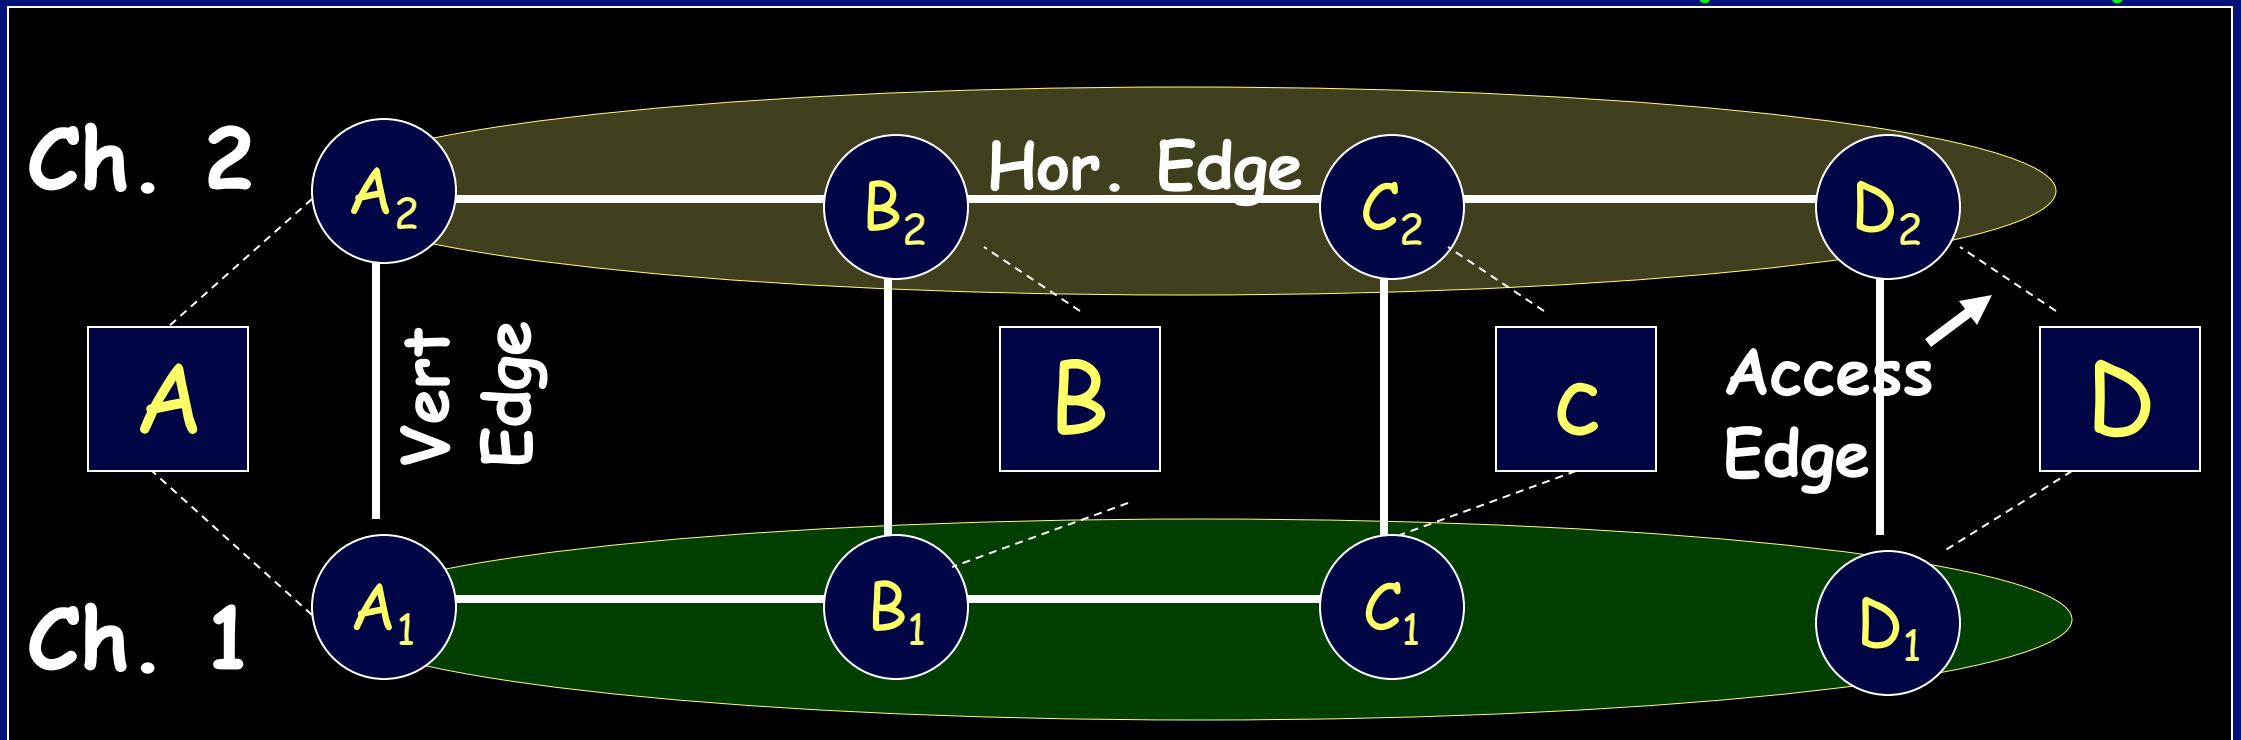 Ch. 2
A2
B2
Hor. Edge
C2
D2
A
Vert
Edge
B
c
Access
Edge
D
Ch. 1
A1
B1
C1
D1